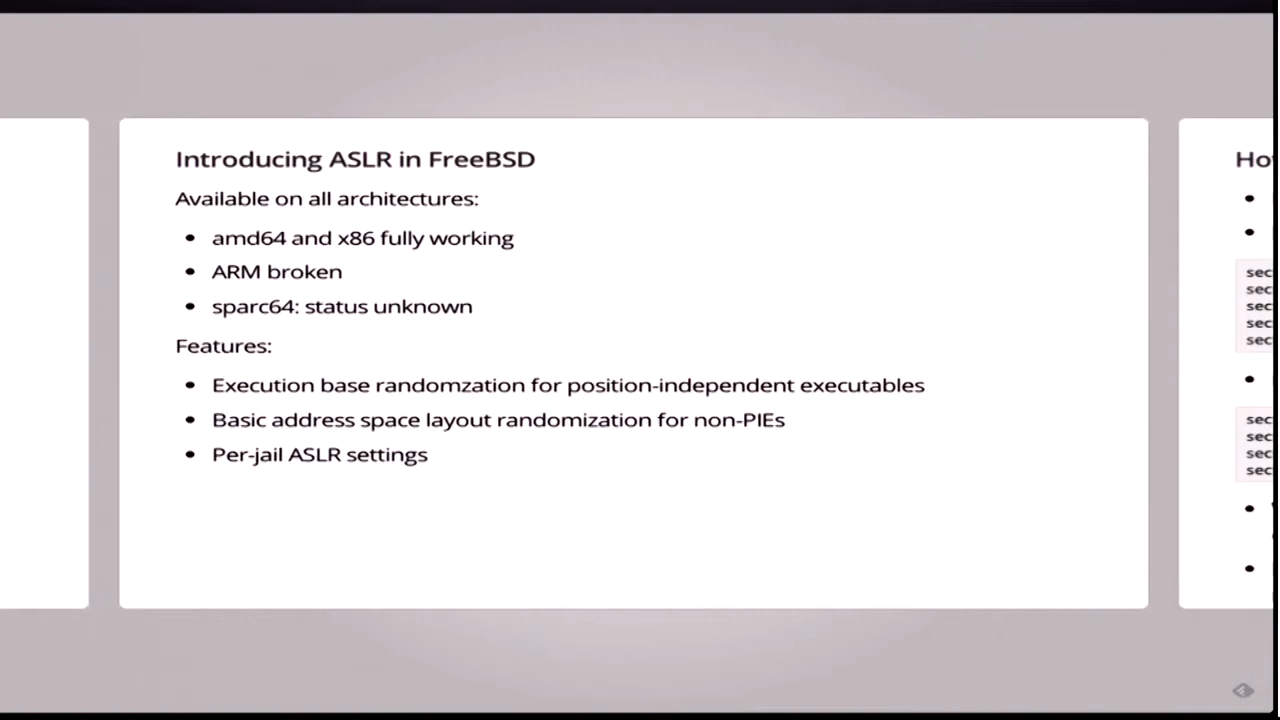 Introducing ASLR in FreeBSD
Available on all architectures:
• amd64 and x86 fully working
• ARM broken
• sparc64: status unknown
Features:
• Execution base randomzation for position-independent executables
• Basic address space layout randomization for non-PIEs
• Per-jail ASLR settings
sec
sec
sec
sec
sec
sec
sec
sec
sec